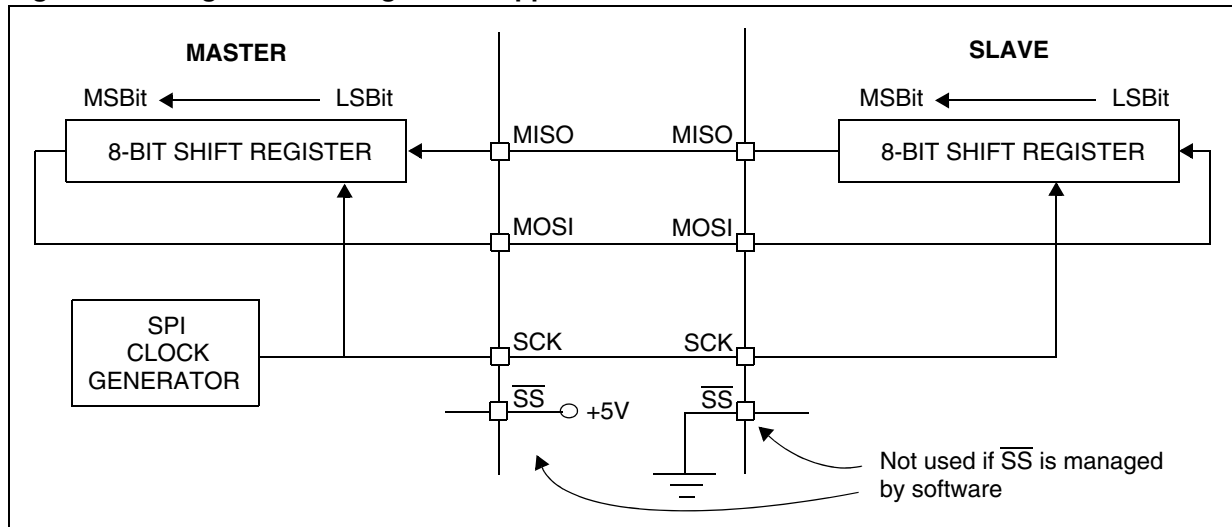 MASTER
SLAVE
MSBit LSBit
MSBit LSBit
8-BIT SHIFT REGISTER
MISO
MISO
8-BIT SHIFT REGISTER
MOSI
MOSI
SPI
CLOCK
GENERATOR
SCK
SCK
SS
+5V
SS
Not used if SS is managed
by software